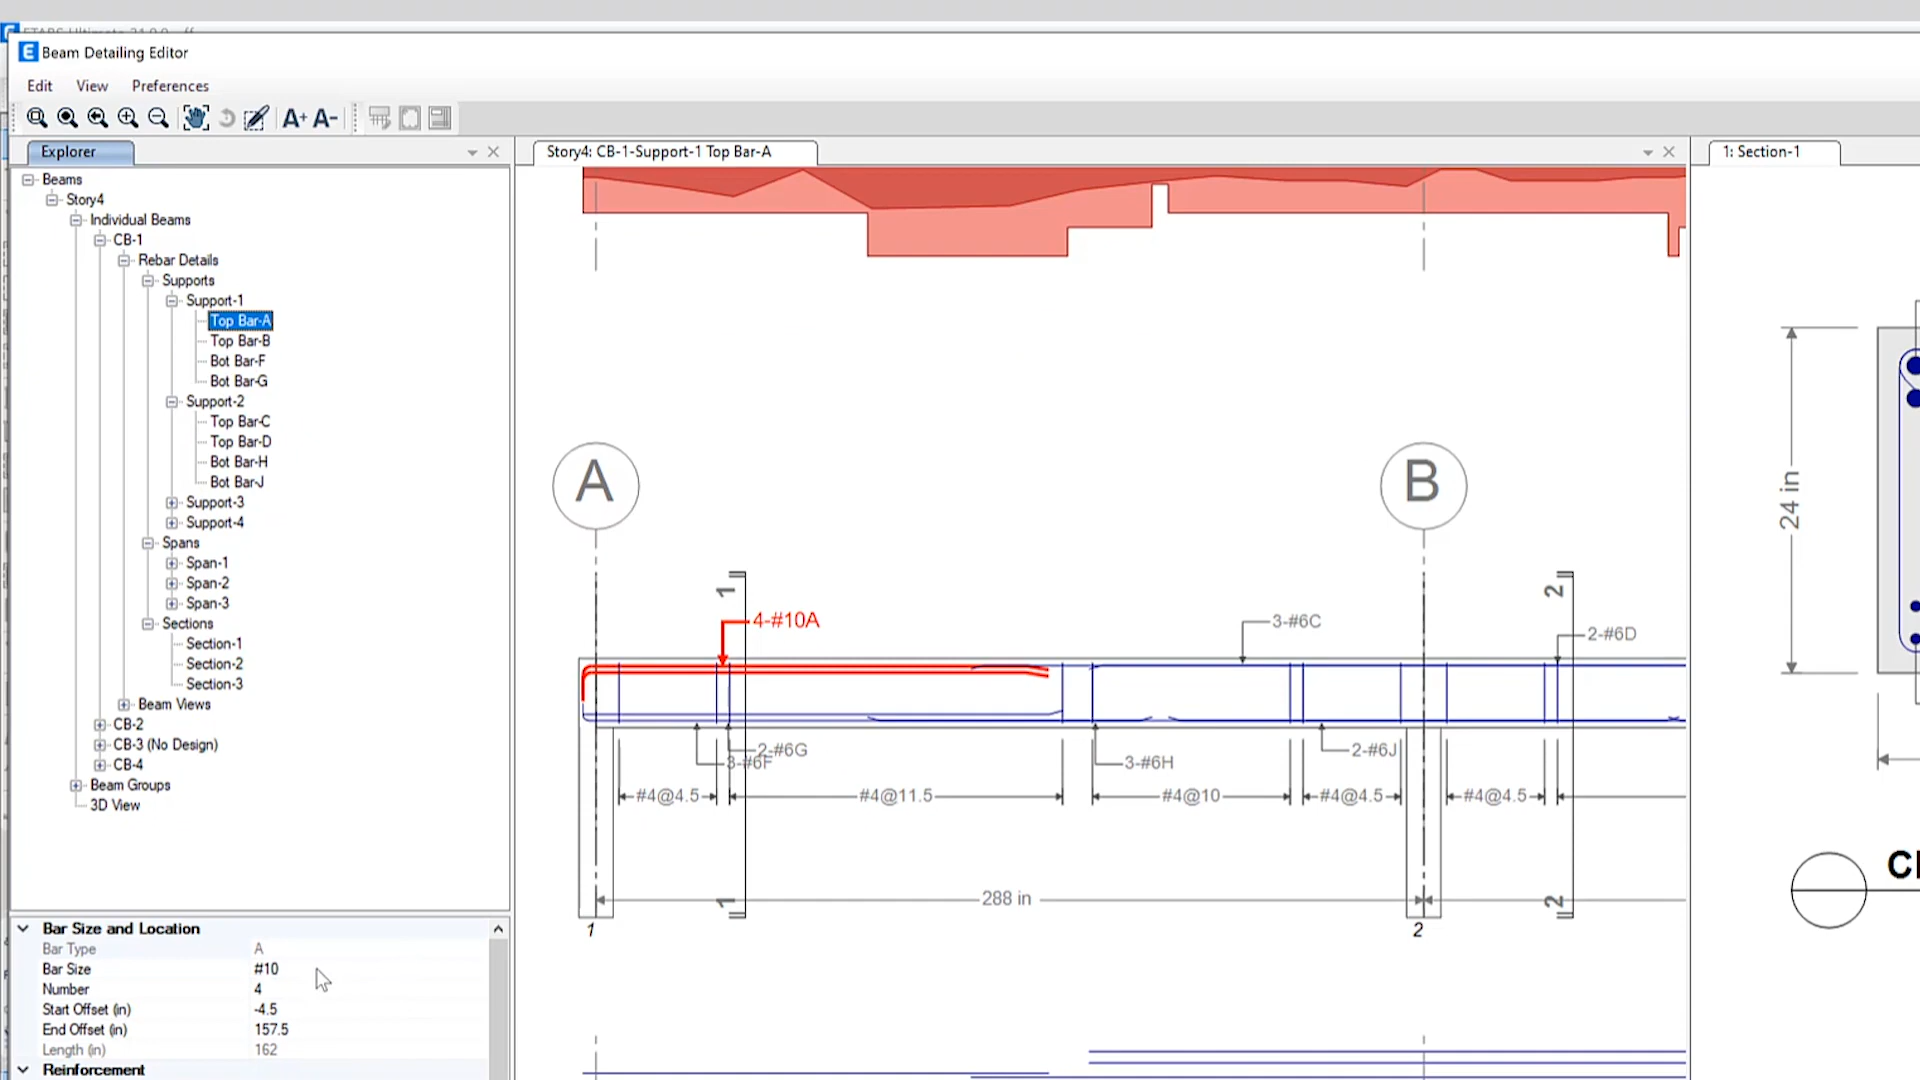 Beam Detailing Editor
Edit View Preferences
A+ A-
Explorer
Story4: CB-1-Support-1 Top Bar-A
1: Section-1
Beams
Story4
Individual Beams
CB-1
Rebar Details
Supports
Support-1
Top Bar-A
Top Bar-B
Bot Bar-F
Bot Bar-G
Support-2
Top Bar-C
Top Bar-D
Bot Bar-H
Bot Bar-J
Support-3
Support-4
Spans
Span-1
Span-2
Span-3
Sections
Section-1
Section-2
Section-3
Beam Views
CB-2
CB-3 (No Design)
CB-4
Beam Groups
3D View
Bar Size and Location
Bar Type A
Bar Size #10
Number 4
Start Offset (in) -4.5
End Offset (in) 157.5
Length (in) 162
Reinforcement
A B
1 2
4-#10A 3-#6C 2-#6D
2-#6G 2-#6J
3-#6F 3-#6H
#4@4.5 #4@11.5 #4@10 #4@4.5 #4@4.5
288 in
1 2
1 2
24 in